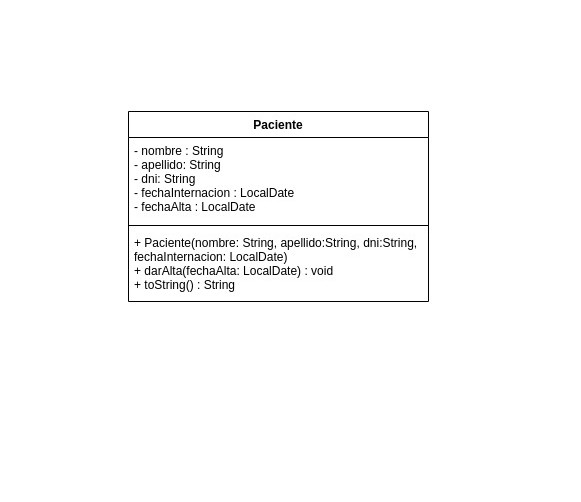 Paciente
- nombre : String
- apellido: String
- dni: String
- fechaInternacion : LocalDate
- fechaAlta : LocalDate
+ Paciente(nombre: String, apellido:String, dni:String,
fechaInternacion: LocalDate)
+ darAlta(fechaAlta: LocalDate) : void
+ toString() : String